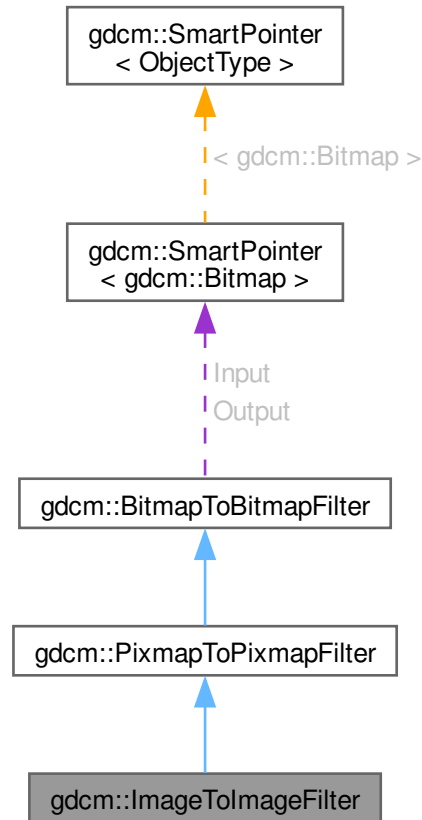 gdcm::SmartPointer
< ObjectType >
< gdcm::Bitmap >
gdcm::SmartPointer
< gdcm::Bitmap >
Input
Output
gdcm::BitmapToBitmapFilter
gdcm::PixmapToPixmapFilter
gdcm::ImageToImageFilter